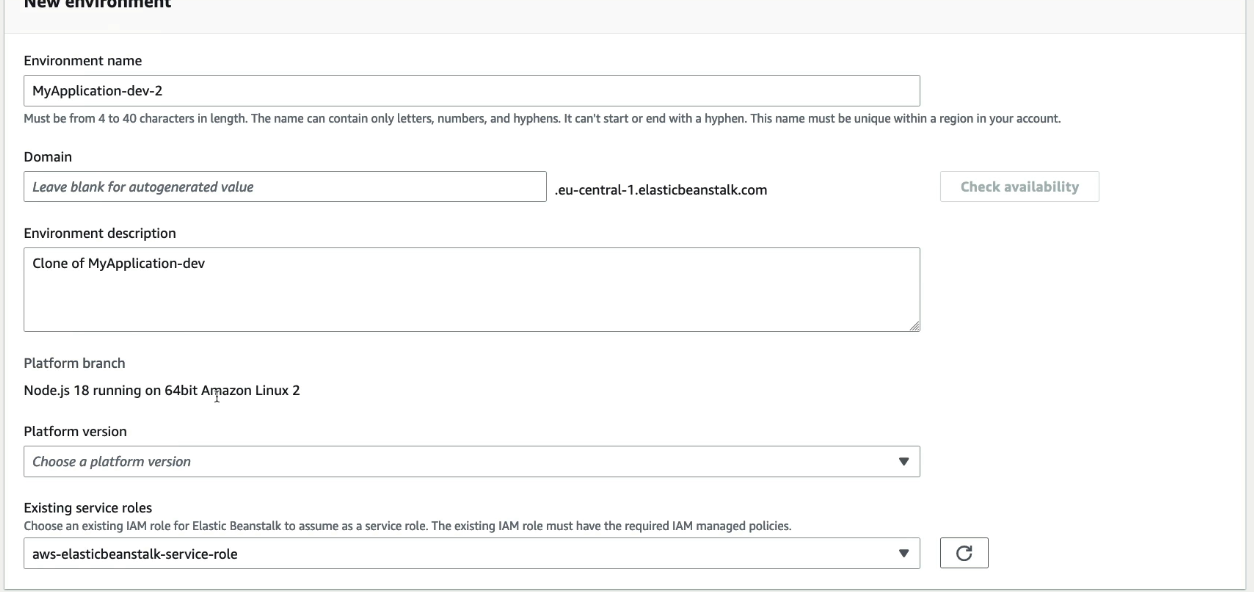 New environment
Environment name
MyApplication-dev-2
Must be from 4 to 40 characters in length. The name can contain only letters, numbers, and hyphens. It can't start or end with a hyphen. This name must be unique within a region in your account.
Domain
Leave blank for autogenerated value .eu-central-1.elasticbeanstalk.com Check availability
Environment description
Clone of MyApplication-dev
Platform branch
Node.js 18 running on 64bit Amazon Linux 2
Platform version
Choose a platform version
Existing service roles
Choose an existing IAM role for Elastic Beanstalk to assume as a service role. The existing IAM role must have the required IAM managed policies.
aws-elasticbeanstalk-service-role